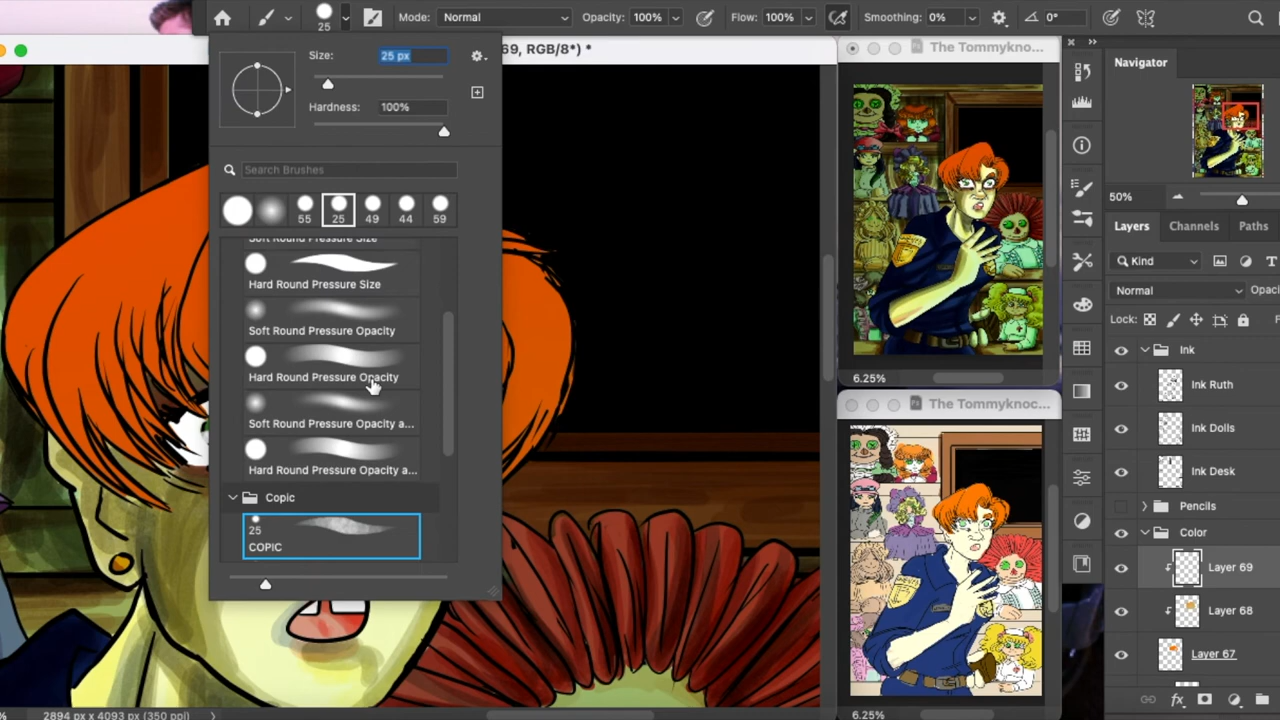 25
Mode: Normal
Opacity: 100%
Flow: 100%
Smoothing: 0%
0°
69, RGB/8*) *
Size: 25 px
Hardness: 100%
Search Brushes
55 25 49 44 59
Soft Round Pressure Size
Hard Round Pressure Size
Soft Round Pressure Opacity
Hard Round Pressure Opacity
Soft Round Pressure Opacity a...
Hard Round Pressure Opacity a...
Copic
25
COPIC
2894 px x 4093 px (350 ppi)
The Tommykno...
6.25%
The Tommyknoc...
6.25%
Navigator
50%
Layers Channels Paths
Kind
Normal
Opaci
Lock:
F
Ink
Ink Ruth
Ink Dolls
Ink Desk
Pencils
Color
Layer 69
Layer 68
Layer 67
fx